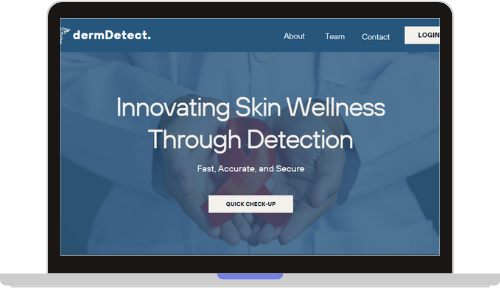 dermDetect.
About
Team
Contact
LOGIN
Innovating Skin Wellness
Through Detection
Fast, Accurate, and Secure
QUICK CHECK-UP